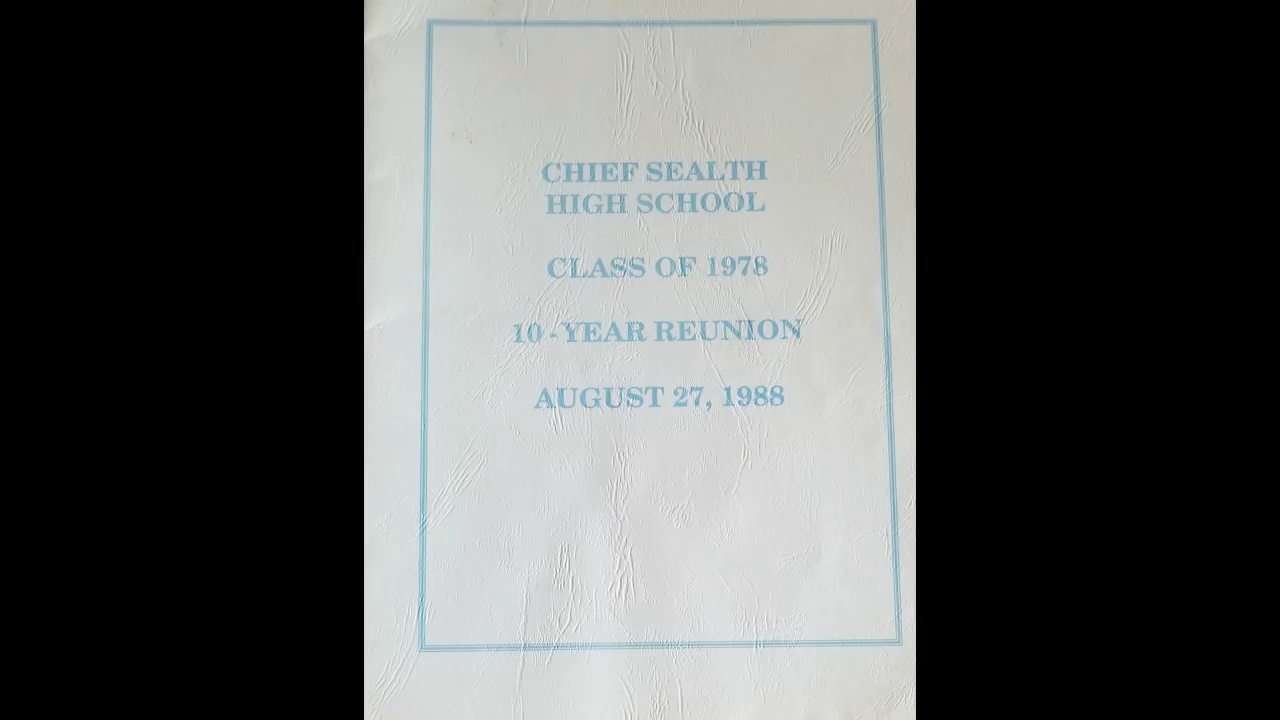 CHIEF SEALTH
HIGH SCHOOL
CLASS OF 1978
10 - YEAR REUNION
AUGUST 27, 1988